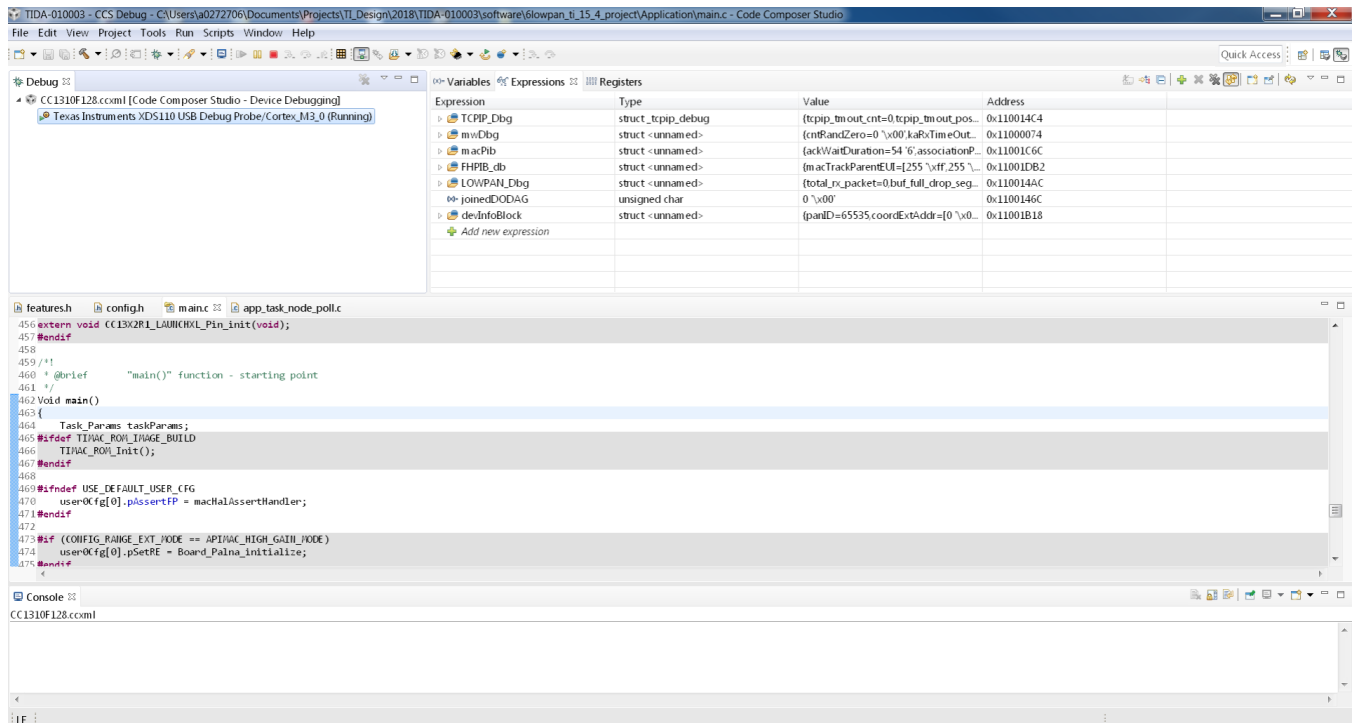 TIDA-010003 - CCS Debug - C:\Users\a0272706\Documents\Projects\TI_Design\2018\TIDA-010003\software\6lowpan_ti_15_4_project\Application\main.c - Code Composer Studio
File Edit View Project Tools Run Scripts Window Help
Quick Access
Debug
CC1310F128.ccxml [Code Composer Studio - Device Debugging]
Texas Instruments XDS110 USB Debug Probe/Cortex_M3_0 (Running)
Variables Expressions Registers
Expression Type Value Address
TCPIP_Dbg struct _tcpip_debug {tcpip_tmout_cnt=0,tcpip_tmout_pos... 0x110014C4
mwDbg struct <unnamed> {cntRandZero=0 '\x00',kaRxTimeOut... 0x11000074
macPib struct <unnamed> {ackWaitDuration=54 '6',associationP... 0x11001C6C
FHPIB_db struct <unnamed> {macTrackParentEUI=[255 '\xff',255 '\... 0x11001DB2
LOWPAN_Dbg struct <unnamed> {total_rx_packet=0,buf_full_drop_seg... 0x110014AC
joinedDODAG unsigned char 0 '\x00' 0x1100146C
devInfoBlock struct <unnamed> {panID=65535,coordExtAddr=[0 '\x0... 0x11001B18
Add new expression
features.h config.h main.c app_task_node_poll.c
456 extern void CC13X2R1_LAUNCHXL_Pin_init(void);
457 #endif
458
459 /*!
460 * @brief "main()" function - starting point
461 */
462 Void main()
463 {
464 Task_Params taskParams;
465 #ifdef TIMAC_ROM_IMAGE_BUILD
466 TIMAC_ROM_Init();
467 #endif
468
469 #ifndef USE_DEFAULT_USER_CFG
470 user0Cfg[0].pAssertFP = macHalAssertHandler;
471 #endif
472
473 #if (CONFIG_RANGE_EXT_MODE == APIMAC_HIGH_GAIN_MODE)
474 user0Cfg[0].pSetRE = Board_Palna_initialize;
475 #endif
Console
CC1310F128.ccxml
LE